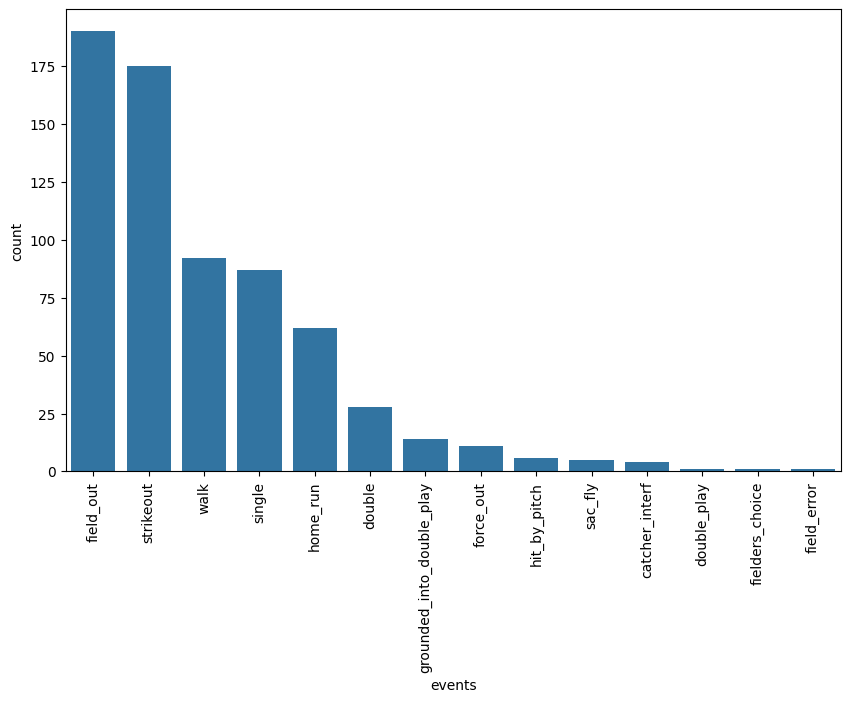 175
150
125
100
75
50
25
0
count
field_out
strikeout
walk
single
home_run
double
grounded_into_double_play
force_out
hit_by_pitch
sac_fly
catcher_interf
double_play
fielders_choice
field_error
events